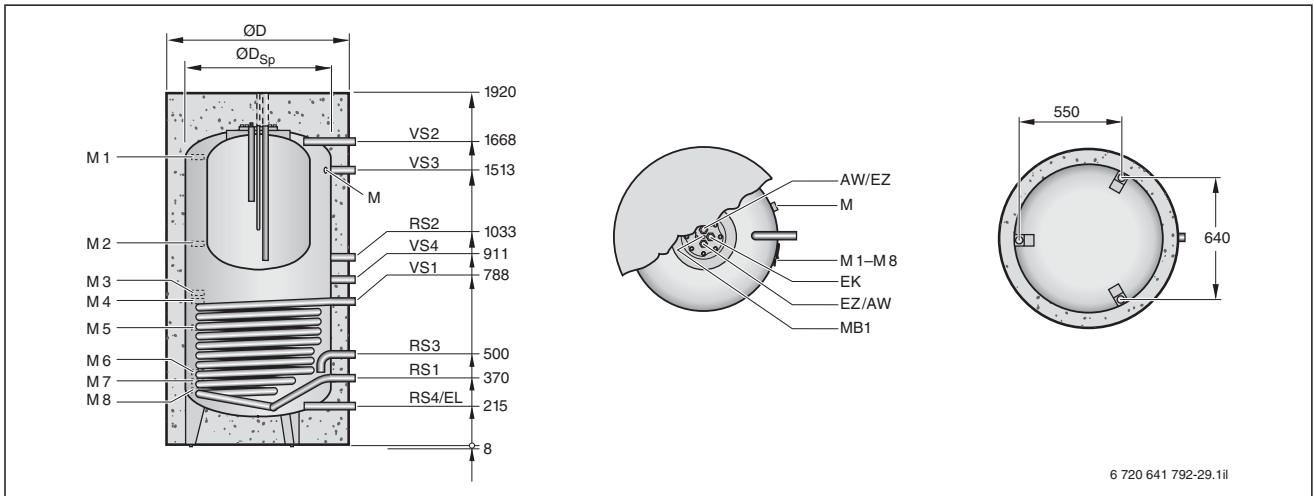 ØD
ØDSp
1920
VS2
1668
M 1
VS3
1513
M
RS2
1033
M 2
VS4
911
VS1
788
M 3
M 4
M 5
RS3
500
M 6
RS1
370
M 7
M 8
RS4/EL
215
8
AW/EZ
M
M 1–M 8
EK
EZ/AW
MB1
550
640
6 720 641 792-29.1il